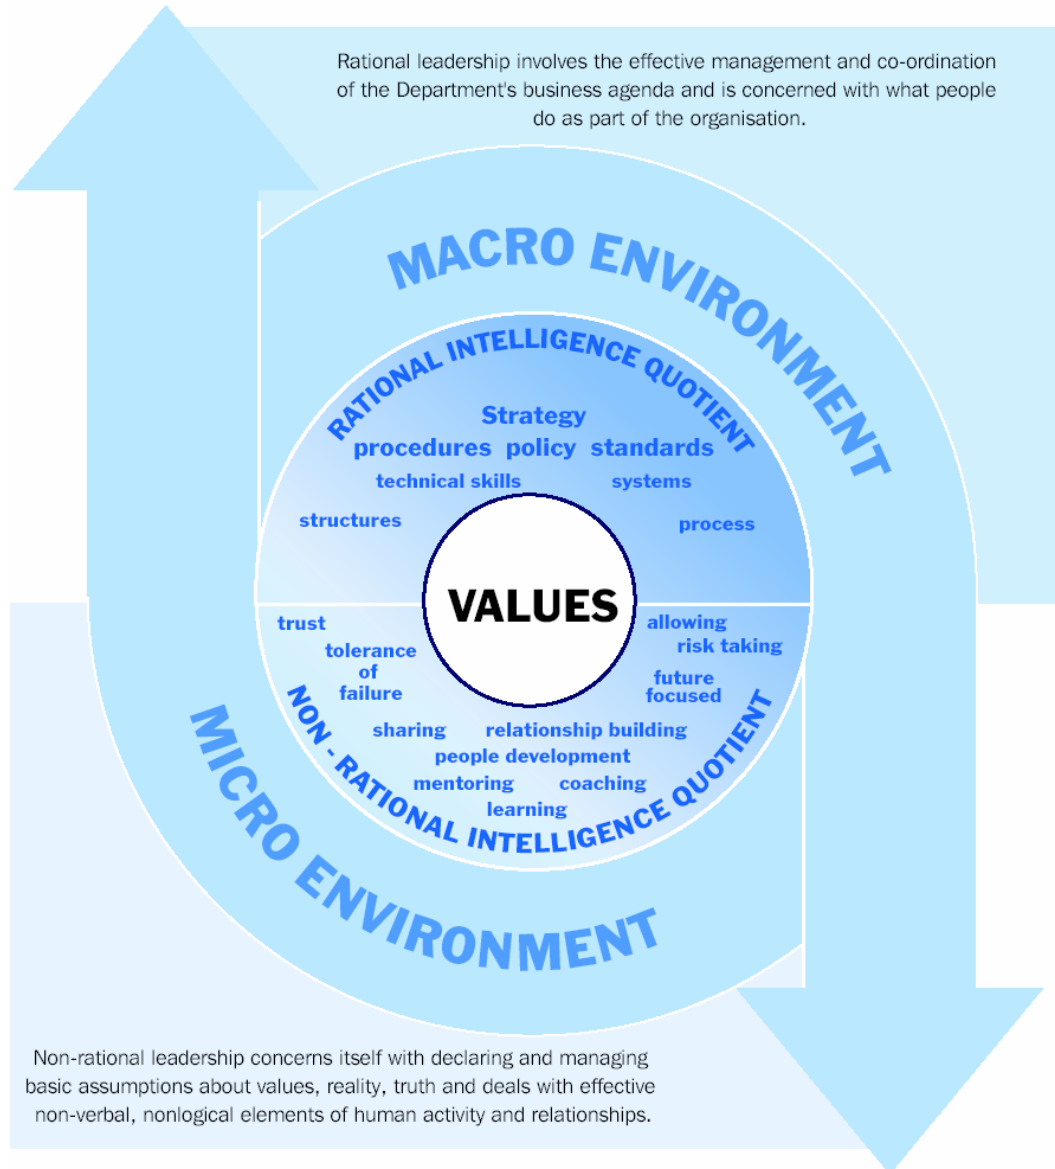 Rational leadership involves the effective management and co-ordination
of the Department's business agenda and is concerned with what people
do as part of the organisation.
MACRO ENVIRONMENT
RATIONAL INTELLIGENCE QUOTIENT
Strategy
procedures policy standards
technical skills systems
structures process
VALUES
trust allowing
risk taking
tolerance
of
failure
future
focused
sharing relationship building
people development
mentoring coaching
learning
NON - RATIONAL INTELLIGENCE QUOTIENT
MICRO ENVIRONMENT
Non-rational leadership concerns itself with declaring and managing
basic assumptions about values, reality, truth and deals with effective
non-verbal, nonlogical elements of human activity and relationships.